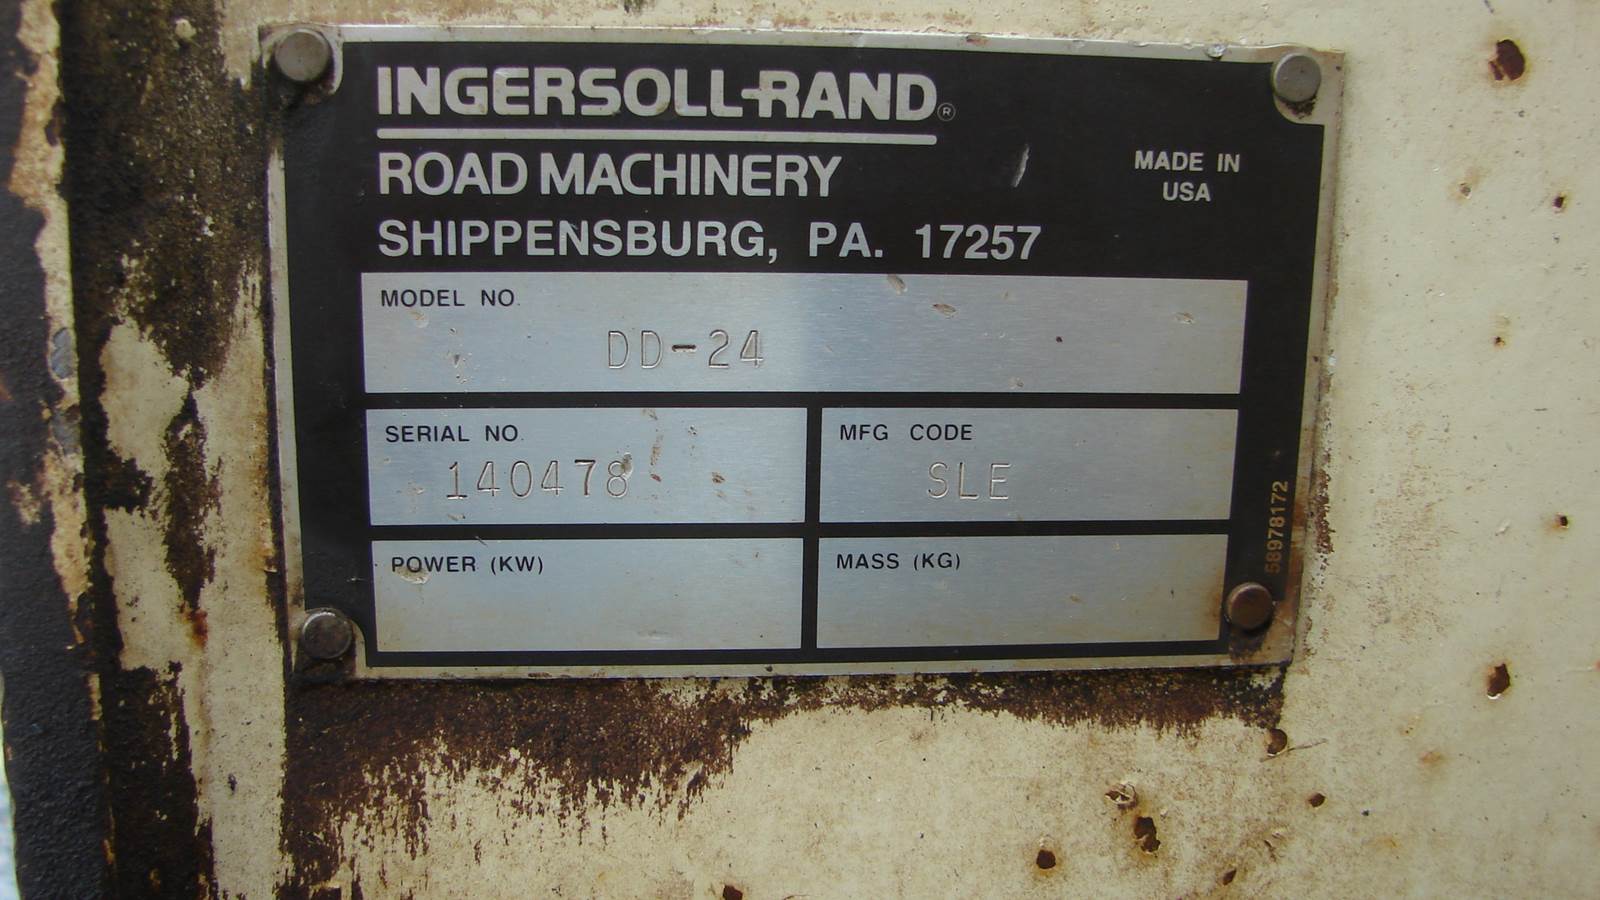 INGERSOLL-RAND®
ROAD MACHINERY
MADE IN
USA
SHIPPENSBURG, PA. 17257
MODEL NO.
DD-24
SERIAL NO.
140478
MFG CODE
SLE
POWER (KW)
MASS (KG)
58978172